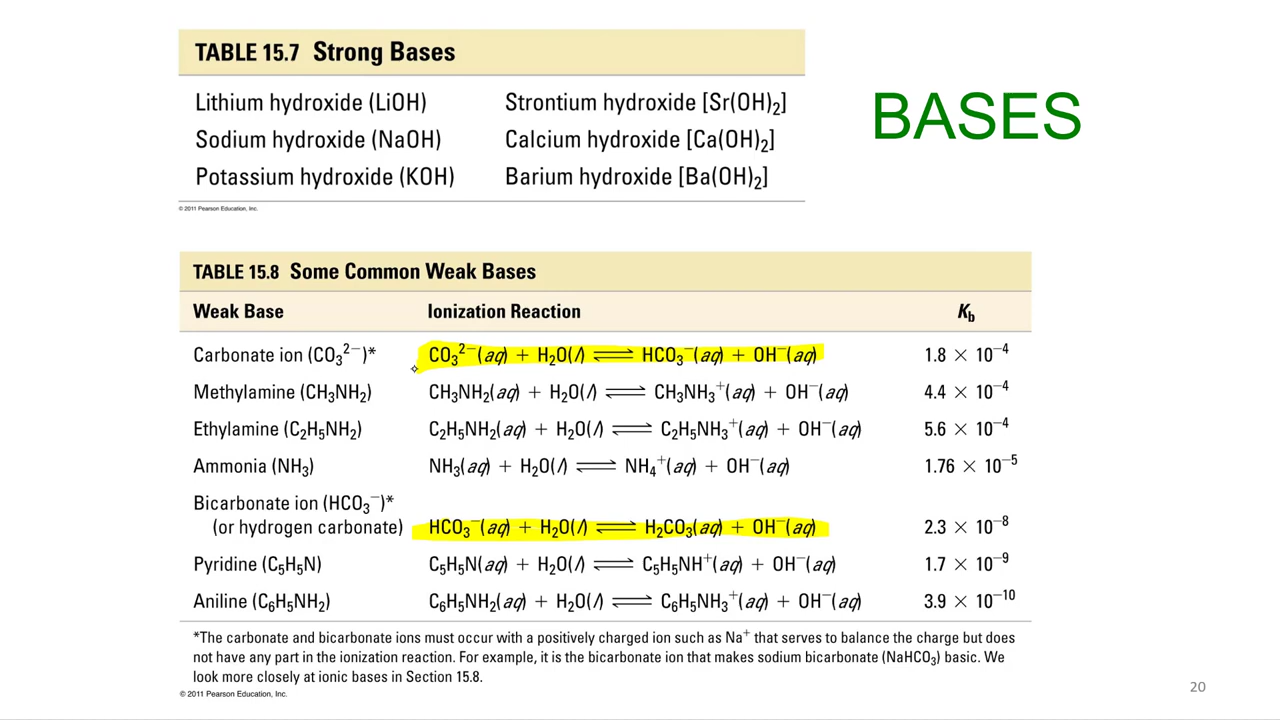 TABLE 15.7 Strong Bases
Lithium hydroxide (LiOH) Strontium hydroxide [Sr(OH)₂]
BASES
Sodium hydroxide (NaOH) Calcium hydroxide [Ca(OH)₂]
Potassium hydroxide (KOH) Barium hydroxide [Ba(OH)₂]
© 2011 Pearson Education, Inc.
TABLE 15.8 Some Common Weak Bases
Weak Base Ionization Reaction K_b
Carbonate ion (CO₃²⁻)* CO₃²⁻(aq) + H₂O(l) ⇌ HCO₃⁻(aq) + OH⁻(aq) 1.8 × 10⁻⁴
Methylamine (CH₃NH₂) CH₃NH₂(aq) + H₂O(l) ⇌ CH₃NH₃⁺(aq) + OH⁻(aq) 4.4 × 10⁻⁴
Ethylamine (C₂H₅NH₂) C₂H₅NH₂(aq) + H₂O(l) ⇌ C₂H₅NH₃⁺(aq) + OH⁻(aq) 5.6 × 10⁻⁴
Ammonia (NH₃) NH₃(aq) + H₂O(l) ⇌ NH₄⁺(aq) + OH⁻(aq) 1.76 × 10⁻⁵
Bicarbonate ion (HCO₃⁻)*
(or hydrogen carbonate) HCO₃⁻(aq) + H₂O(l) ⇌ H₂CO₃(aq) + OH⁻(aq) 2.3 × 10⁻⁸
Pyridine (C₅H₅N) C₅H₅N(aq) + H₂O(l) ⇌ C₅H₅NH⁺(aq) + OH⁻(aq) 1.7 × 10⁻⁹
Aniline (C₆H₅NH₂) C₆H₅NH₂(aq) + H₂O(l) ⇌ C₆H₅NH₃⁺(aq) + OH⁻(aq) 3.9 × 10⁻¹⁰
*The carbonate and bicarbonate ions must occur with a positively charged ion such as Na⁺ that serves to balance the charge but does
not have any part in the ionization reaction. For example, it is the bicarbonate ion that makes sodium bicarbonate (NaHCO₃) basic. We
look more closely at ionic bases in Section 15.8.
© 2011 Pearson Education, Inc.
20